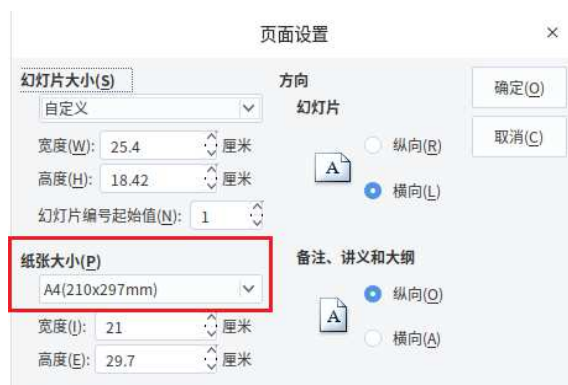 页面设置
×
幻灯片大小(S)
自定义
宽度(W): 25.4 厘米
高度(H): 18.42 厘米
幻灯片编号起始值(N): 1
纸张大小(P)
A4(210x297mm)
宽度(I): 21 厘米
高度(E): 29.7 厘米
方向
幻灯片
A
纵向(R)
横向(L)
备注、讲义和大纲
A
纵向(O)
横向(A)
确定(O)
取消(C)